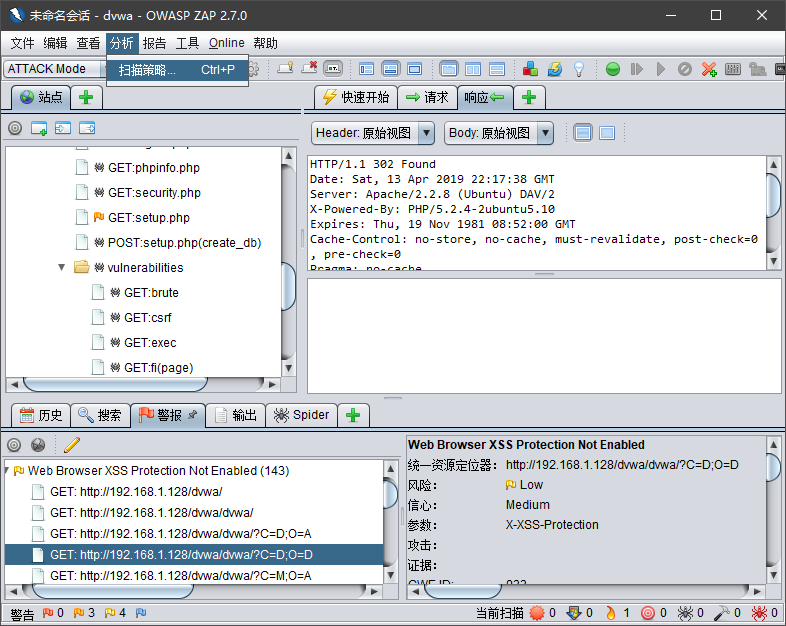 未命名会话 - dvwa - OWASP ZAP 2.7.0
文件 编辑 查看 分析 报告 工具 Online 帮助
ATTACK Mode
扫描策略... Ctrl+P
站点
快速开始 请求 响应
Header: 原始视图 Body: 原始视图
GET:phpinfo.php
GET:security.php
GET:setup.php
POST:setup.php(create_db)
vulnerabilities
GET:brute
GET:csrf
GET:exec
GET:fi(page)
HTTP/1.1 302 Found
Date: Sat, 13 Apr 2019 22:17:38 GMT
Server: Apache/2.2.8 (Ubuntu) DAV/2
X-Powered-By: PHP/5.2.4-2ubuntu5.10
Expires: Thu, 19 Nov 1981 08:52:00 GMT
Cache-Control: no-store, no-cache, must-revalidate, post-check=0
, pre-check=0
Pragma: no-cache
历史 搜索 警报 输出 Spider
Web Browser XSS Protection Not Enabled (143)
GET: http://192.168.1.128/dvwa/
GET: http://192.168.1.128/dvwa/dvwa/
GET: http://192.168.1.128/dvwa/dvwa/?C=D;O=A
GET: http://192.168.1.128/dvwa/dvwa/?C=D;O=D
GET: http://192.168.1.128/dvwa/dvwa/?C=M;O=A
Web Browser XSS Protection Not Enabled
统一资源定位器: http://192.168.1.128/dvwa/dvwa/?C=D;O=D
风险: Low
信心: Medium
参数: X-XSS-Protection
攻击:
证据:
CWE ID: 933
警告 0 3 4 当前扫描 0 0 1 0 0 0 0